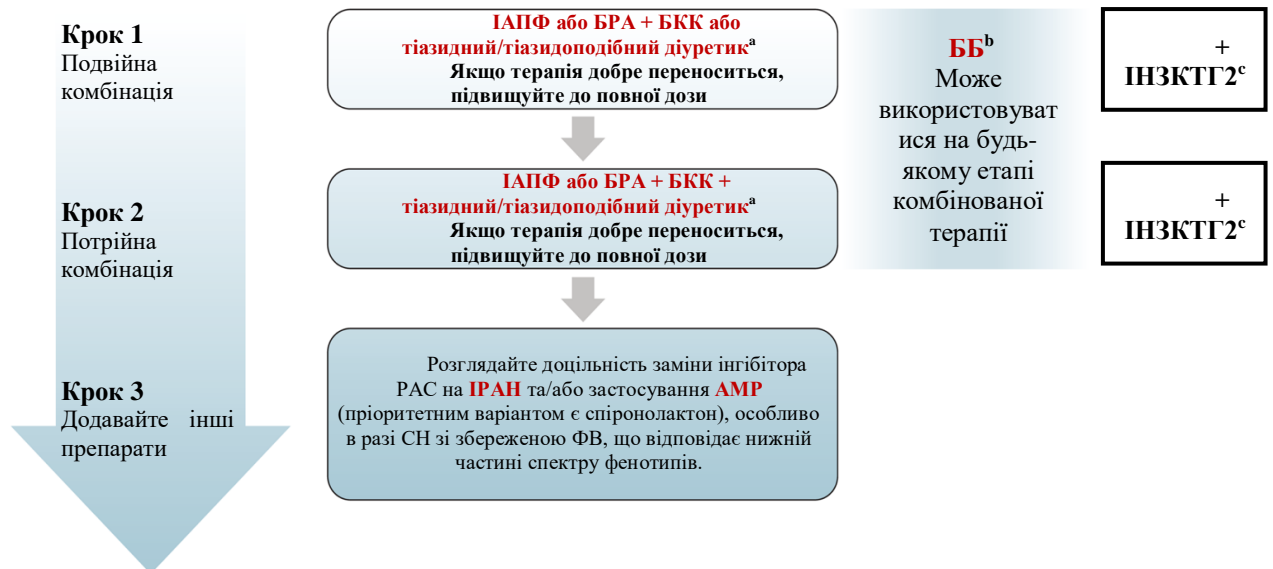 Крок 1
Подвійна
комбінація
ІАПФ або БРА + БКК або
тіазидний/тіазидоподібний діуретикᵃ
Якщо терапія добре переноситься,
підвищуйте до повної дози
Крок 2
Потрійна
комбінація
ІАПФ або БРА + БКК +
тіазидний/тіазидоподібний діуретикᵃ
Якщо терапія добре переноситься,
підвищуйте до повної дози
Крок 3
Додавайте інші
препарати
Розглядайте доцільність заміни інгібітора
РАС на ІРАН та/або застосування АМР
(пріоритетним варіантом є спіронолактон), особливо
в разі СН зі збереженою ФВ, що відповідає нижній
частині спектру фенотипів.
ББᵇ
Може
використовуват
ися на будь-
якому етапі
комбінованої
терапії
+
ІНЗКТГ2ᶜ
+
ІНЗКТГ2ᶜ